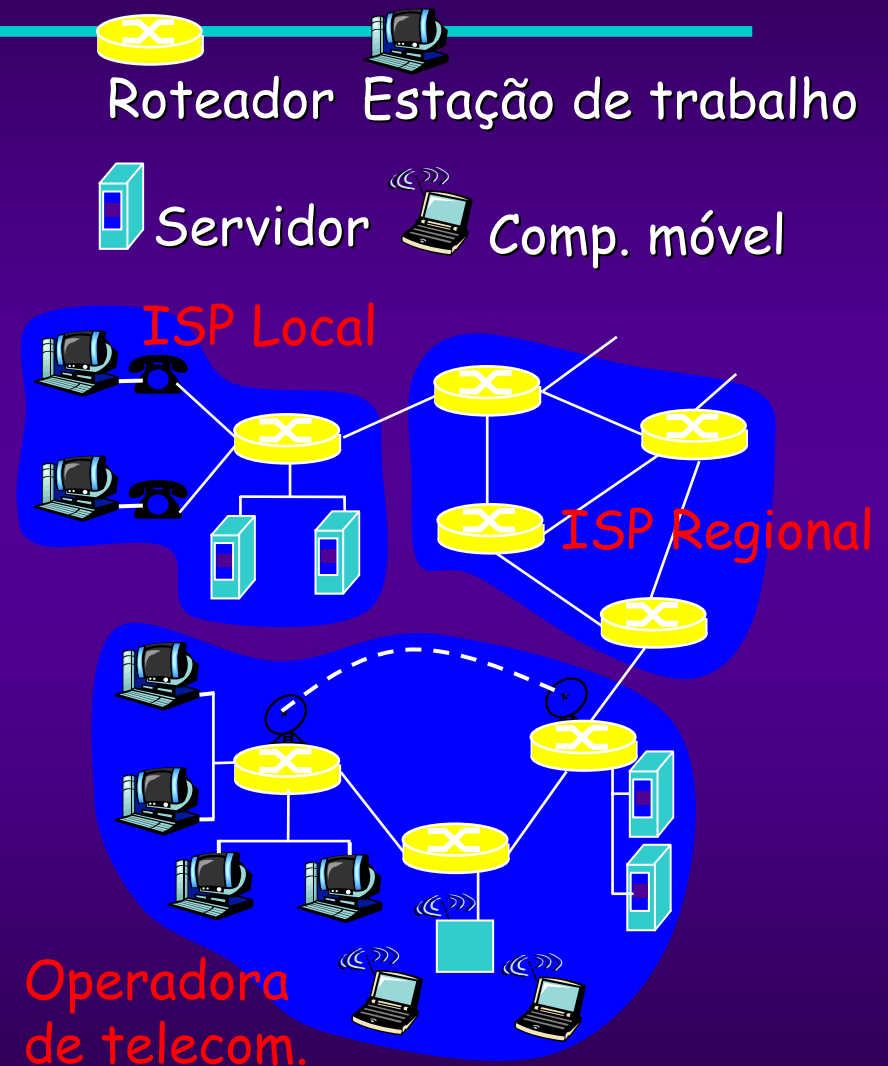 Roteador Estação de trabalho
Servidor Comp. móvel
ISP Local
ISP Regional
Operadora
de telecom.